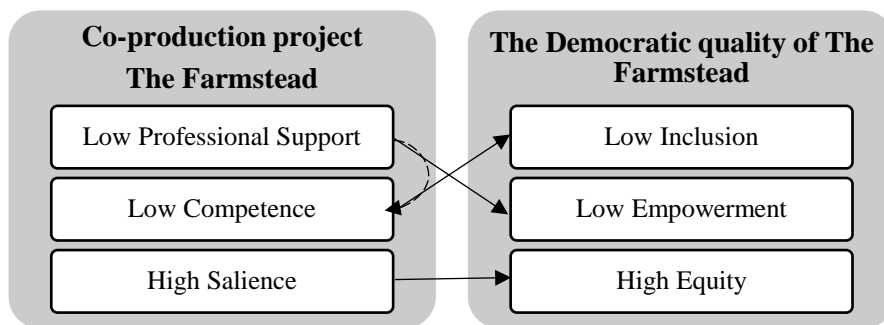 Co-production project
The Farmstead
Low Professional Support
Low Competence
High Salience
The Democratic quality of The
Farmstead
Low Inclusion
Low Empowerment
High Equity